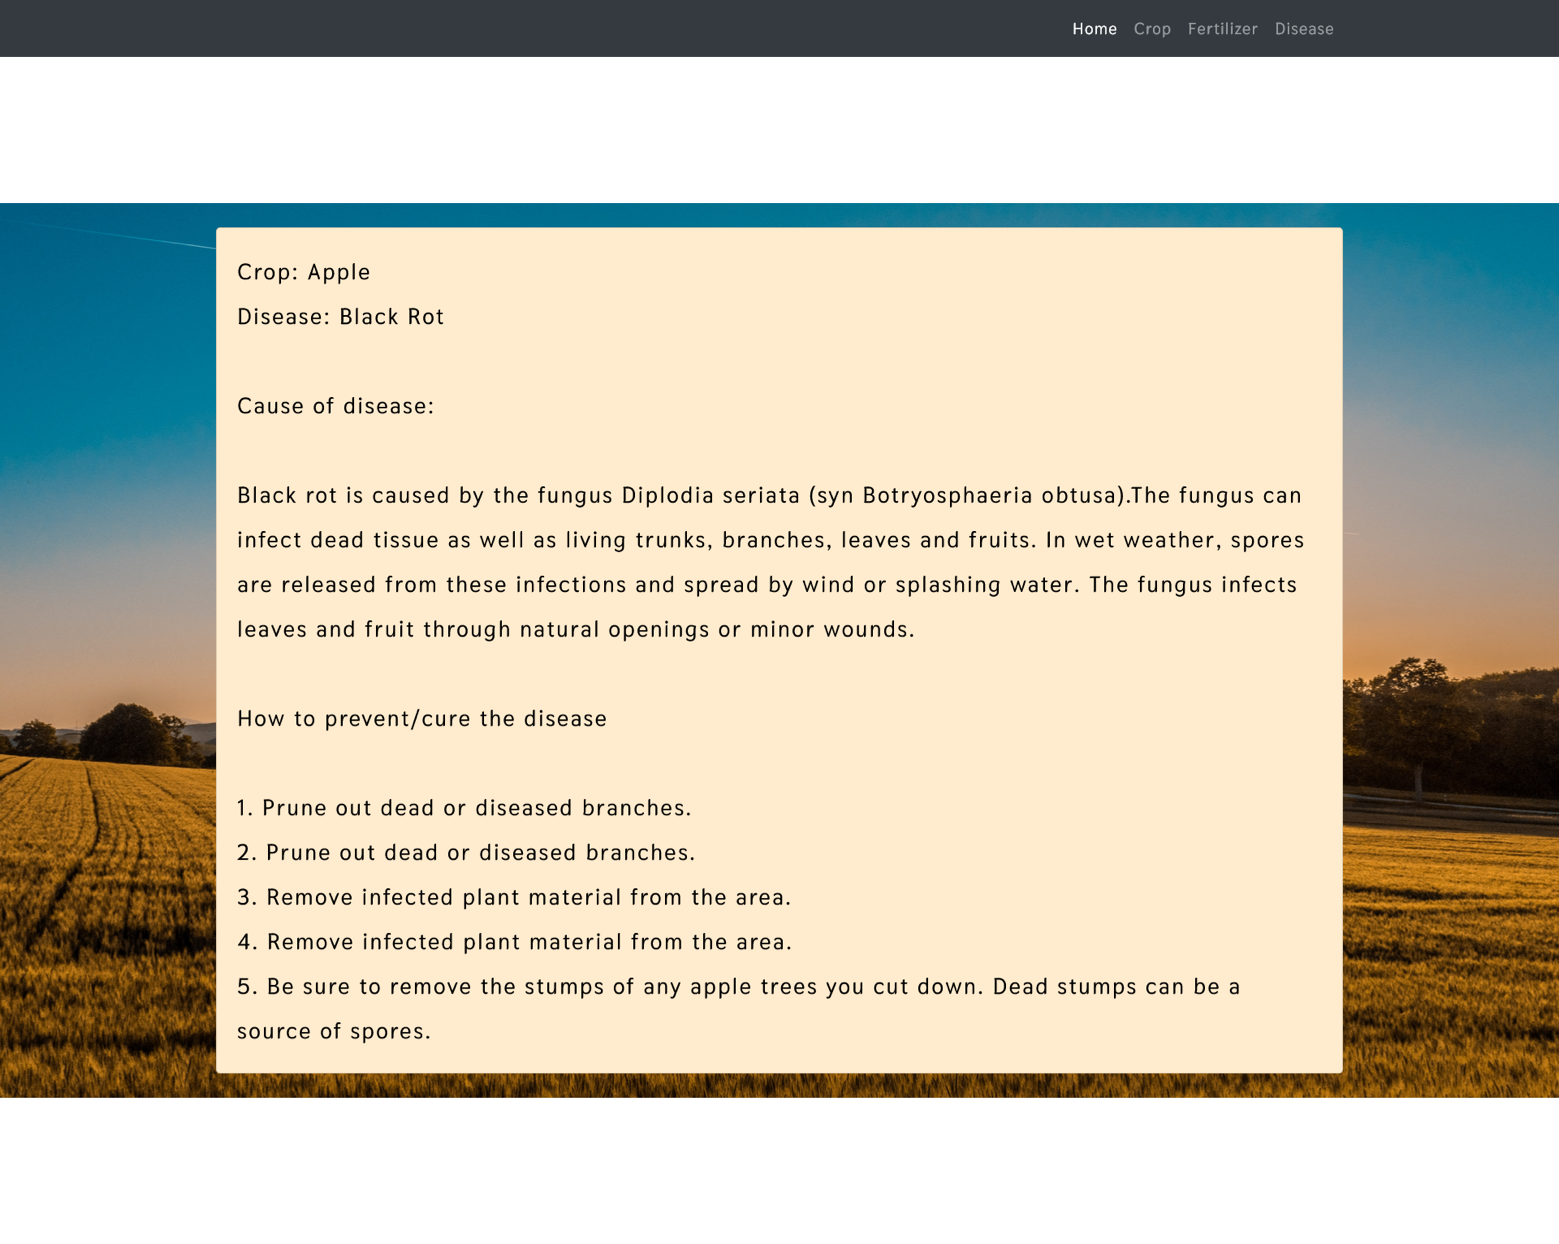 Home Crop Fertilizer Disease
Crop: Apple
Disease: Black Rot
Cause of disease:
Black rot is caused by the fungus Diplodia seriata (syn Botryosphaeria obtusa).The fungus can
infect dead tissue as well as living trunks, branches, leaves and fruits. In wet weather, spores
are released from these infections and spread by wind or splashing water. The fungus infects
leaves and fruit through natural openings or minor wounds.
How to prevent/cure the disease
1. Prune out dead or diseased branches.
2. Prune out dead or diseased branches.
3. Remove infected plant material from the area.
4. Remove infected plant material from the area.
5. Be sure to remove the stumps of any apple trees you cut down. Dead stumps can be a
source of spores.